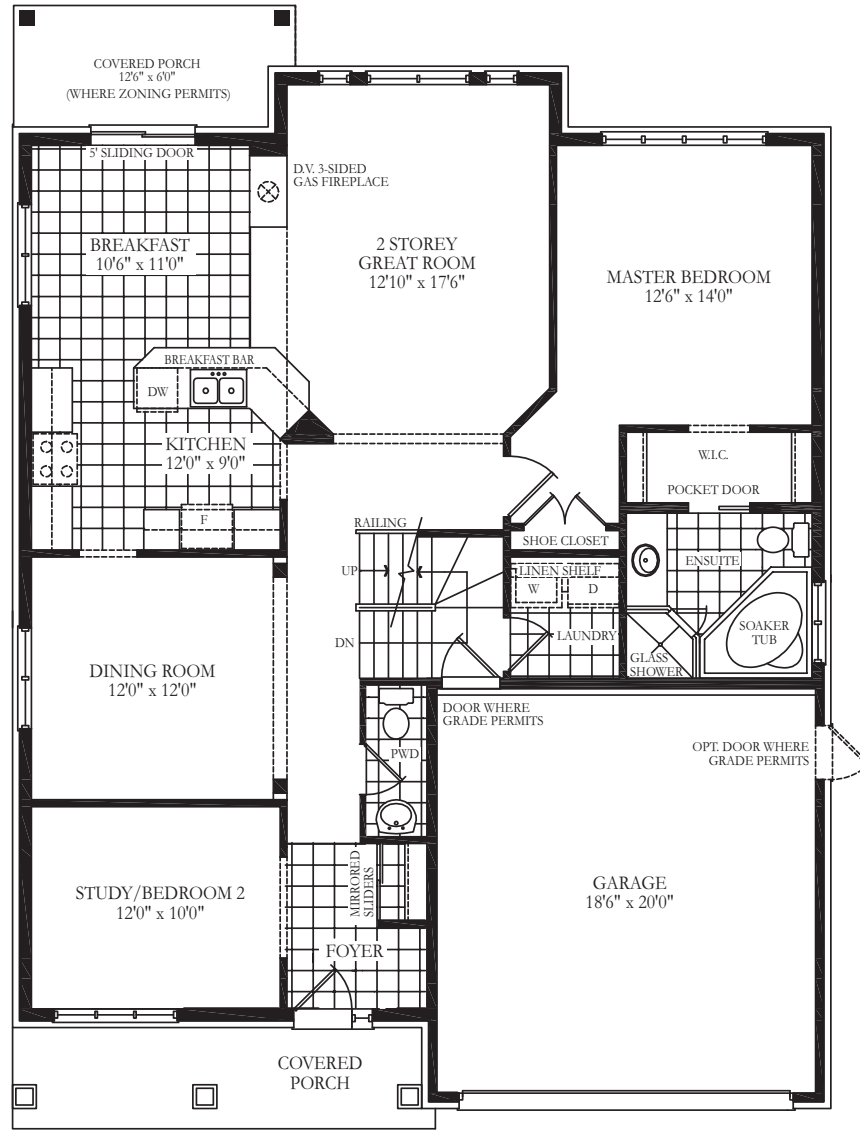 COVERED PORCH
12'6" x 6'0"
(WHERE ZONING PERMITS)
5' SLIDING DOOR
D.V. 3-SIDED
GAS FIREPLACE
BREAKFAST
10'6" x 11'0"
2 STOREY
GREAT ROOM
12'10" x 17'6"
MASTER BEDROOM
12'6" x 14'0"
BREAKFAST BAR
DW
KITCHEN
12'0" x 9'0"
W.I.C.
POCKET DOOR
F
RAILING
SHOE CLOSET
ENSUITE
UP
LINEN SHELF
W
D
SOAKER
TUB
DN
LAUNDRY
GLASS
SHOWER
DINING ROOM
12'0" x 12'0"
DOOR WHERE
GRADE PERMITS
PWD
OPT. DOOR WHERE
GRADE PERMITS
STUDY/BEDROOM 2
12'0" x 10'0"
MIRRORED
SLIDERS
GARAGE
18'6" x 20'0"
FOYER
COVERED
PORCH